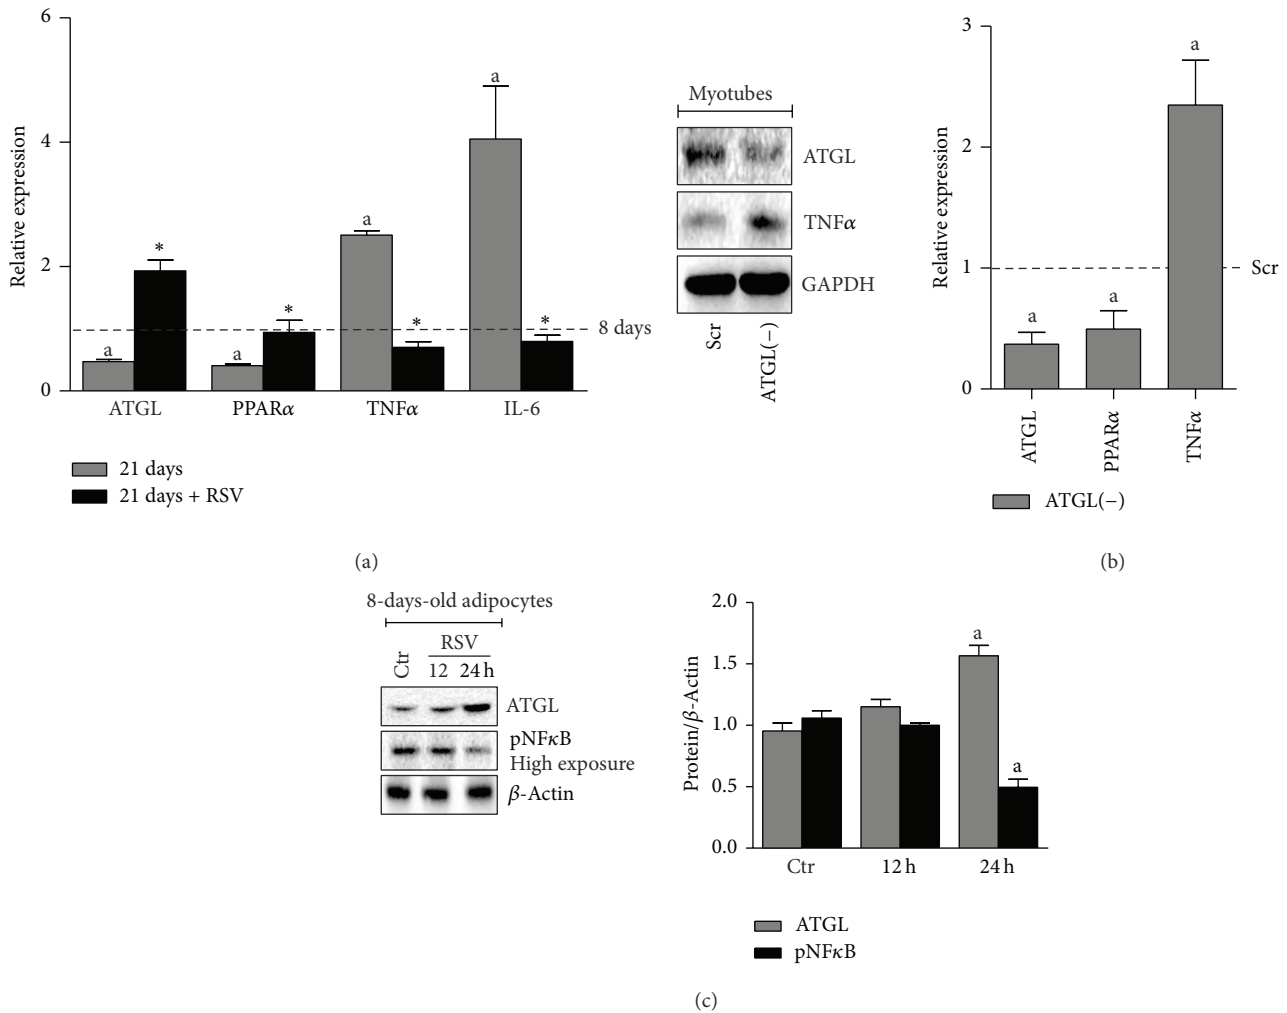 6
4
2
0
Relative expression
a
*
a
*
a
*
a
*
8 days
ATGL PPARα TNFα IL-6
21 days
21 days + RSV
(a)
Myotubes
ATGL
TNFα
GAPDH
Scr
ATGL(−)
3
2
1
0
Relative expression
a
a
a
Scr
ATGL
PPARα
TNFα
ATGL(−)
(b)
8-days-old adipocytes
RSV
Ctr
12 24 h
ATGL
pNFκB
High exposure
β-Actin
2.0
1.5
1.0
0.5
0.0
Protein/β-Actin
a
a
Ctr 12 h 24 h
ATGL
pNFκB
(c)